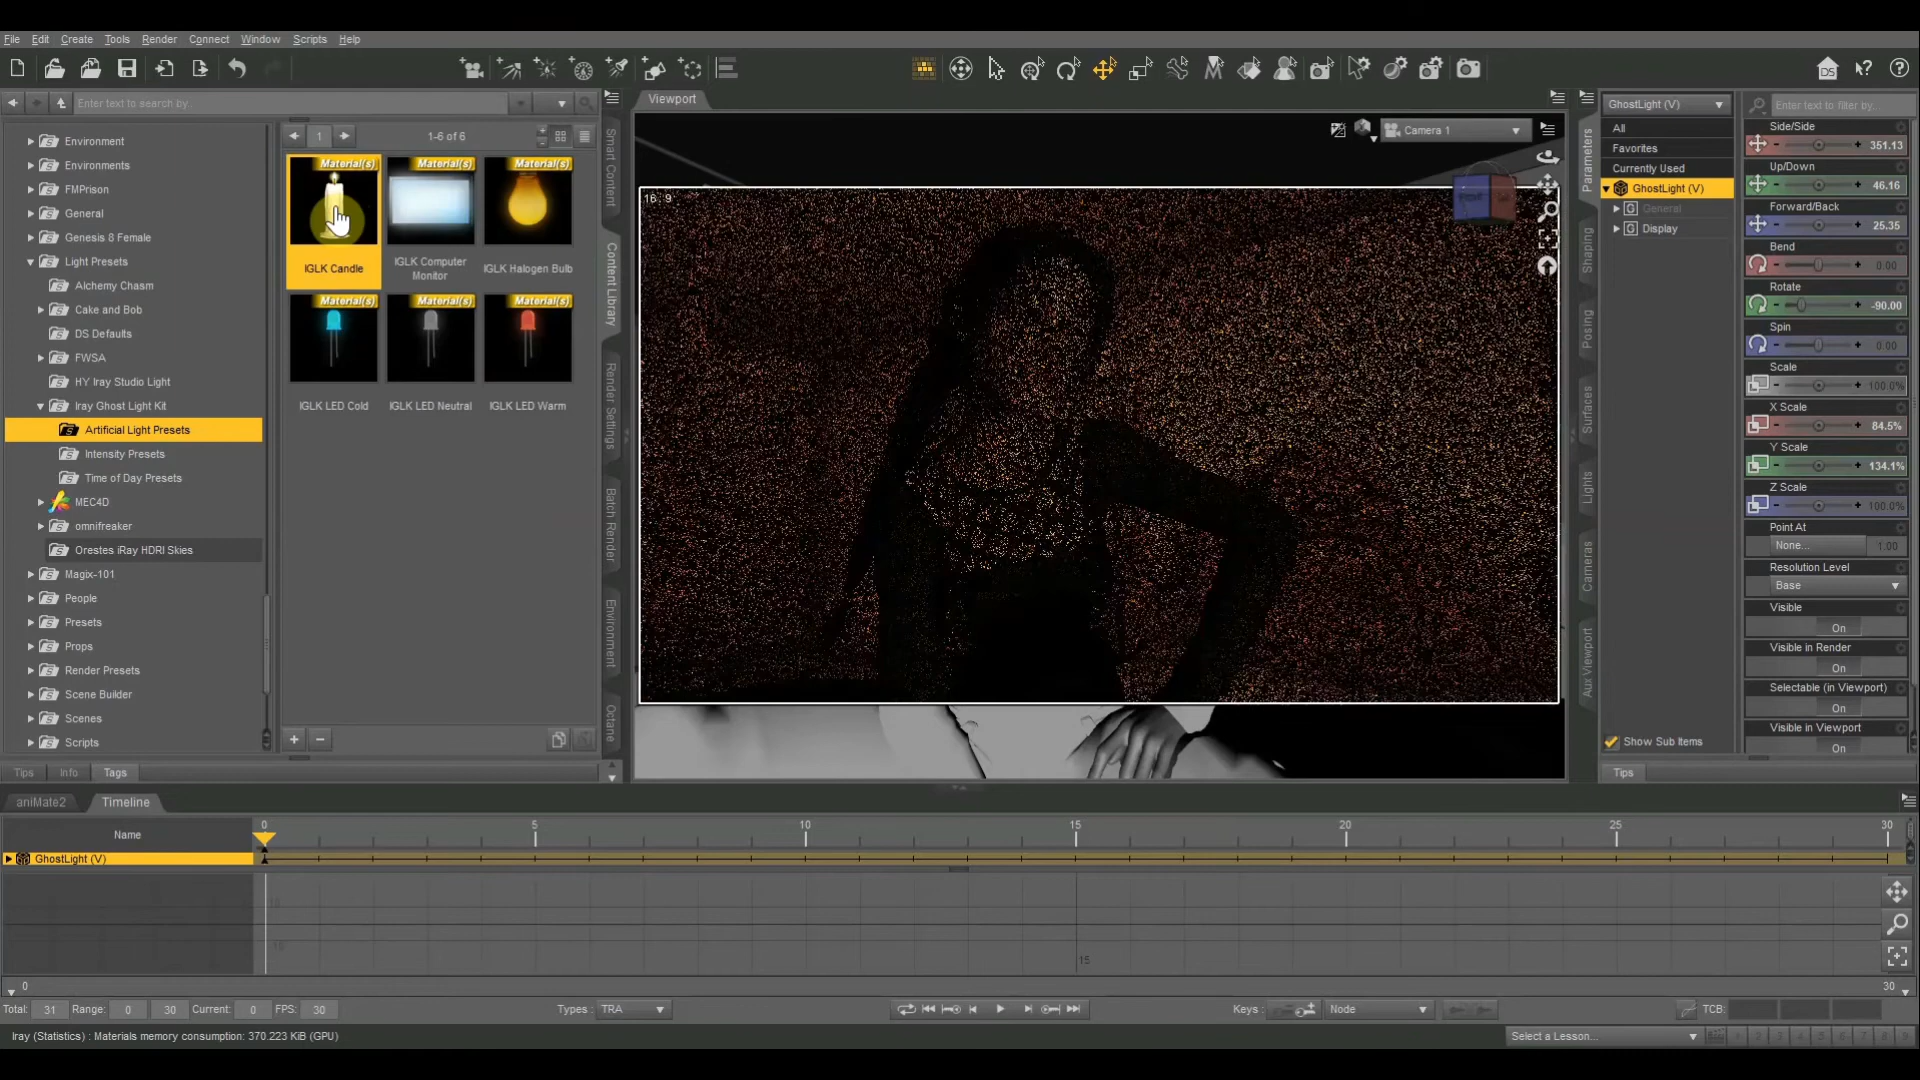 File Edit Create Tools Render Connect Window Scripts Help
Enter text to search by..
Environment
Environments
FMPrison
General
Genesis 8 Female
Light Presets
Alchemy Chasm
Cake and Bob
DS Defaults
FWSA
HY Iray Studio Light
Iray Ghost Light Kit
Artificial Light Presets
Intensity Presets
Time of Day Presets
MEC4D
omnifreaker
Orestes iRay HDRI Skies
Magix-101
People
Presets
Props
Render Presets
Scene Builder
Scenes
Scripts
Tips Info Tags
1 1-6 of 6
Material(s) Material(s) Material(s)
IGLK Candle IGLK Computer Monitor IGLK Halogen Bulb
Material(s) Material(s) Material(s)
IGLK LED Cold IGLK LED Neutral IGLK LED Warm
Smart Content
Content Library
Render Settings
Batch Render
Environment
Octane
Viewport
Camera 1
16 : 9
Parameters
Shaping
Posing
Surfaces
Lights
Cameras
Aux Viewport
GhostLight (V)
All
Favorites
Currently Used
GhostLight (V)
G General
G Display
Show Sub Items
Tips
Enter text to filter by...
Side/Side
351.13
Up/Down
46.16
Forward/Back
25.35
Bend
0.00
Rotate
-90.00
Spin
0.00
Scale
100.0%
X Scale
84.5%
Y Scale
134.1%
Z Scale
100.0%
Point At
None... 1.00
Resolution Level
Base
Visible
On
Visible in Render
On
Selectable (in Viewport)
On
Visible in Viewport
On
aniMate2 Timeline
Name
0 5 10 15 20 25 30
GhostLight (V)
15
0 30
Total: 31 Range: 0 30 Current: 0 FPS: 30 Types : TRA Keys : Node TCB:
Iray (Statistics) : Materials memory consumption: 370.223 KiB (GPU)
Select a Lesson...